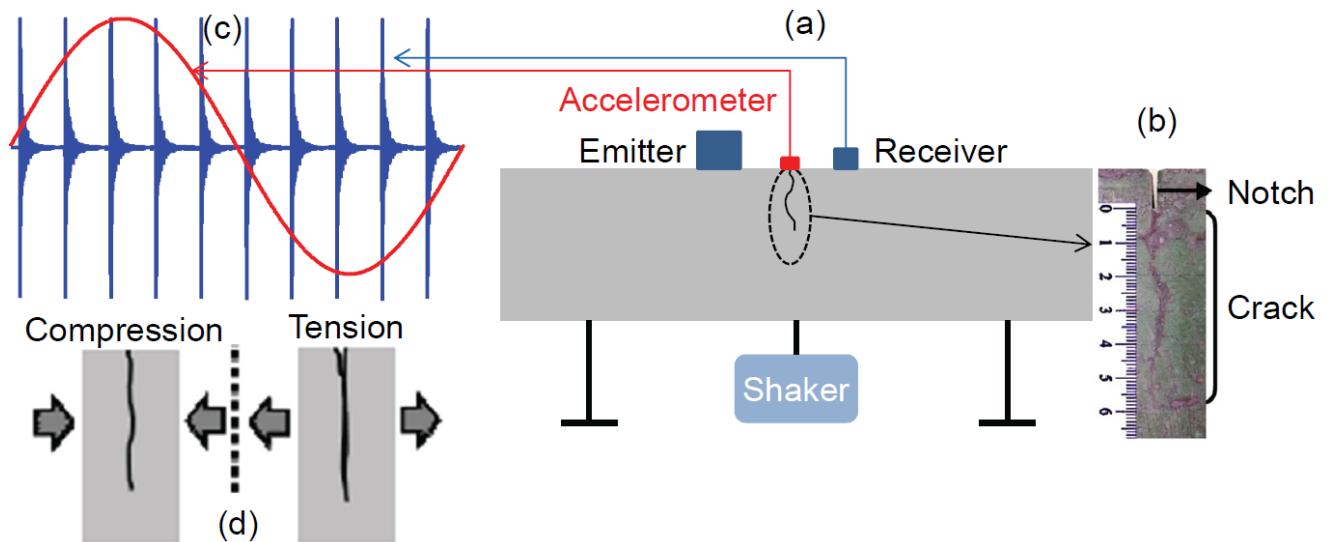 (c)
(a)
Accelerometer
Emitter
Receiver
(b)
Notch
0
1
2
3
4
5
6
Crack
Shaker
Compression
Tension
(d)